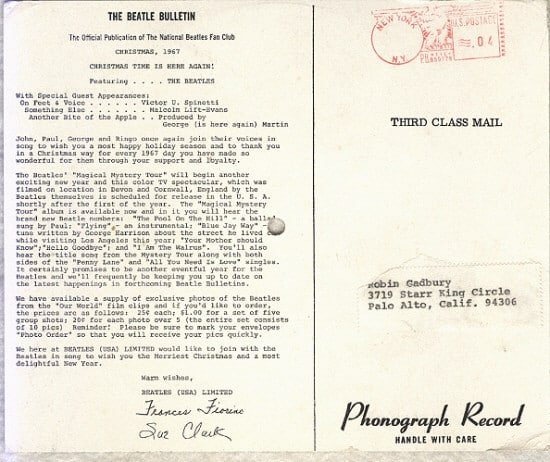 THE BEATLE BULLETIN
The Official Publication of The National Beatles Fan Club
CHRISTMAS, 1967
CHRISTMAS TIME IS HERE AGAIN!
Featuring . . . . THE BEATLES
With Special Guest Appearances:
On Feet & Voice . . . . . . . Victor U. Spinetti
Something Else . . . . . . . . Malcolm Lift-Evans
Another Bite of the Apple . . Produced by
George (is here again) Martin
John, Paul, George and Ringo once again join their voices in
song to wish you a most happy holiday season and to thank you
in a Christmas way for every 1967 day you have made so
wonderful for them through your support and loyalty.
The Beatles' "Magical Mystery Tour" will begin another
exciting new year and this color TV spectacular, which was
filmed on location in Devon and Cornwall, England by the
Beatles themselves is scheduled for release in the U. S. A.
shortly after the first of the year. The "Magical Mystery
Tour" album is available now and in it you will hear the
brand new Beatle numbers: "The Fool On The Hill" - a ballad
sung by Paul; "Flying" - an instrumental; "Blue Jay Way" -
tune written by George Harrison about the street he lived
while visiting Los Angeles this year; "Your Mother should
Know"; "Hello Goodbye"; and "I Am the Walrus". You'll also
hear the title song from the Mystery Tour along with both
sides of the "Penny Lane" and "All You Need Is Love" singles.
It certainly promises to be another eventful year for the
Beatles and we'll frequently be keeping you up to date on
the latest happenings in forthcoming Beatle Bulletins.
We have available a supply of exclusive photos of the Beatles
from the "Our World" film clips and if you'd like to order,
the prices are as follows: 25¢ each; $1.00 for a set of five
group shots; 20¢ for each photo over 5 (the entire set consists
of 10 pics) Reminder! Please be sure to mark your envelopes
"Photo Order" so that you will receive your pics quickly.
We here at BEATLES (USA) LIMITED would like to join with the
Beatles in song to wish you the Merriest Christmas and a most
delightful New Year.
Warm wishes,
BEATLES (USA) LIMITED
Frances Fiorino
Sue Clark
NEW YORK
N.Y.
U.S. POSTAGE
.04
THIRD CLASS MAIL
Robin Gadbury
3719 Starr King Circle
Palo Alto, Calif. 94306
Phonograph Record
HANDLE WITH CARE